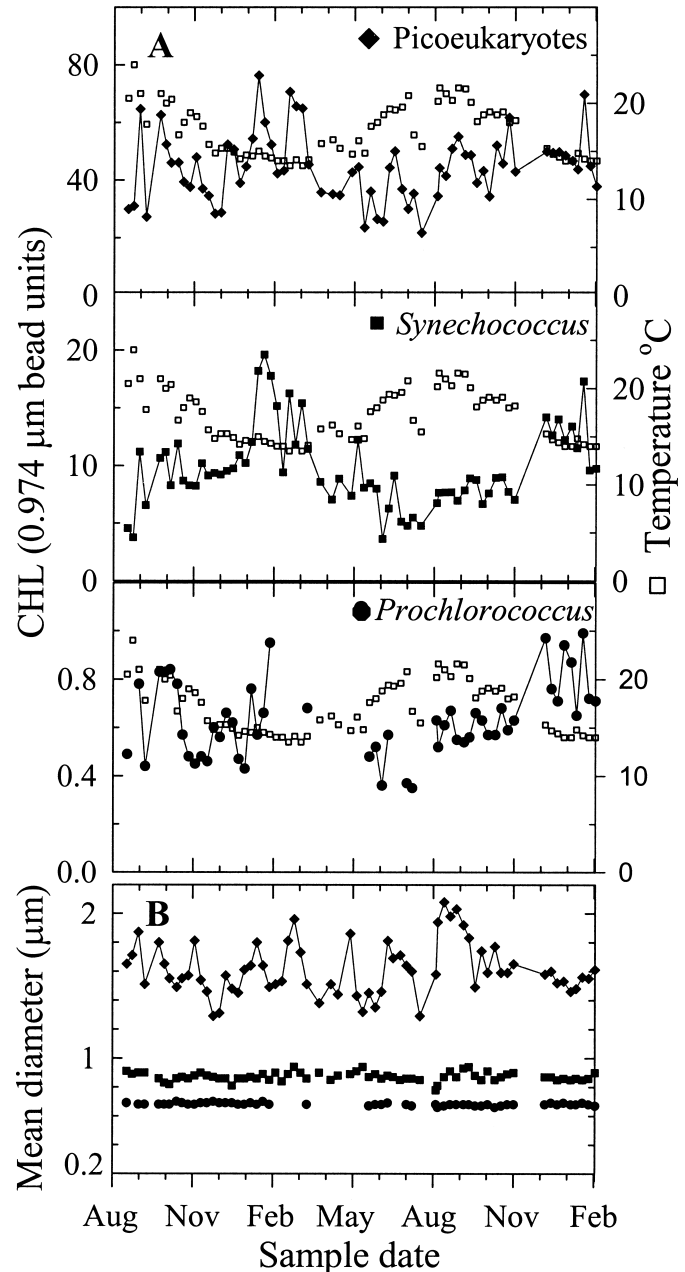 A
Picoeukaryotes
80
40
0
20
10
0
Synechococcus
20
10
0
20
10
0
Prochlorococcus
0.8
0.4
0.0
20
10
0
CHL (0.974 µm bead units)
Temperature °C
B
2
1
0.2
Mean diameter (µm)
Aug Nov Feb May Aug Nov Feb
Sample date